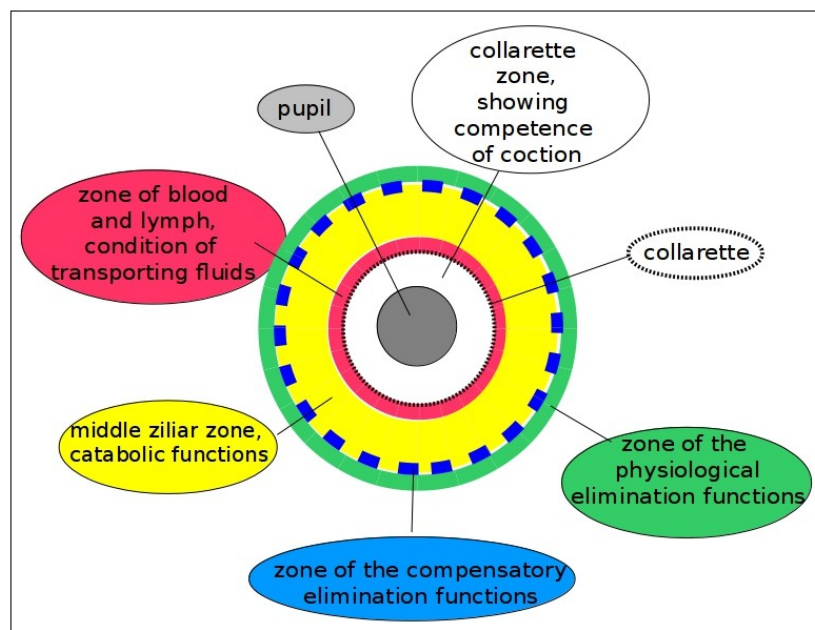 collarette
zone,
showing
competence
of coction
pupil
zone of blood
and lymph,
condition of
transporting fluids
collarette
middle ziliar zone,
catabolic functions
zone of the
physiological
elimination functions
zone of the compensatory
elimination functions